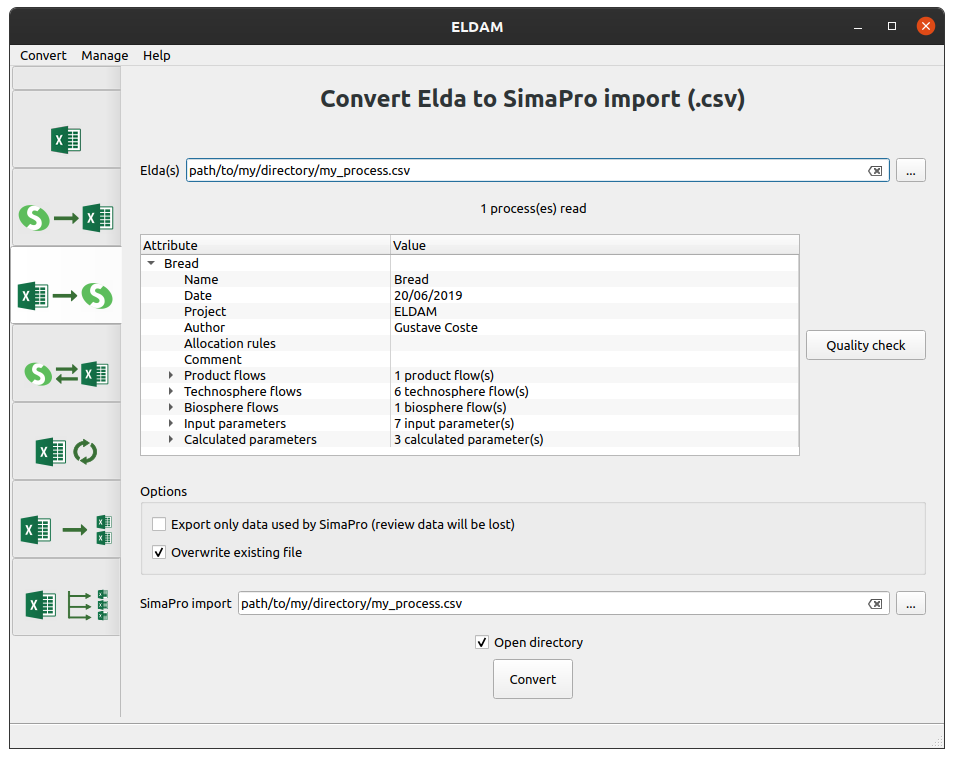 ELDAM
Convert Manage Help
Convert Elda to SimaPro import (.csv)
Elda(s) path/to/my/directory/my_process.csv ...
1 process(es) read
Attribute Value
Bread
Name Bread
Date 20/06/2019
Project ELDAM
Author Gustave Coste
Allocation rules
Comment
Product flows 1 product flow(s)
Technosphere flows 6 technosphere flow(s)
Biosphere flows 1 biosphere flow(s)
Input parameters 7 input parameter(s)
Calculated parameters 3 calculated parameter(s)
Quality check
Options
Export only data used by SimaPro (review data will be lost)
Overwrite existing file
SimaPro import path/to/my/directory/my_process.csv ...
Open directory
Convert